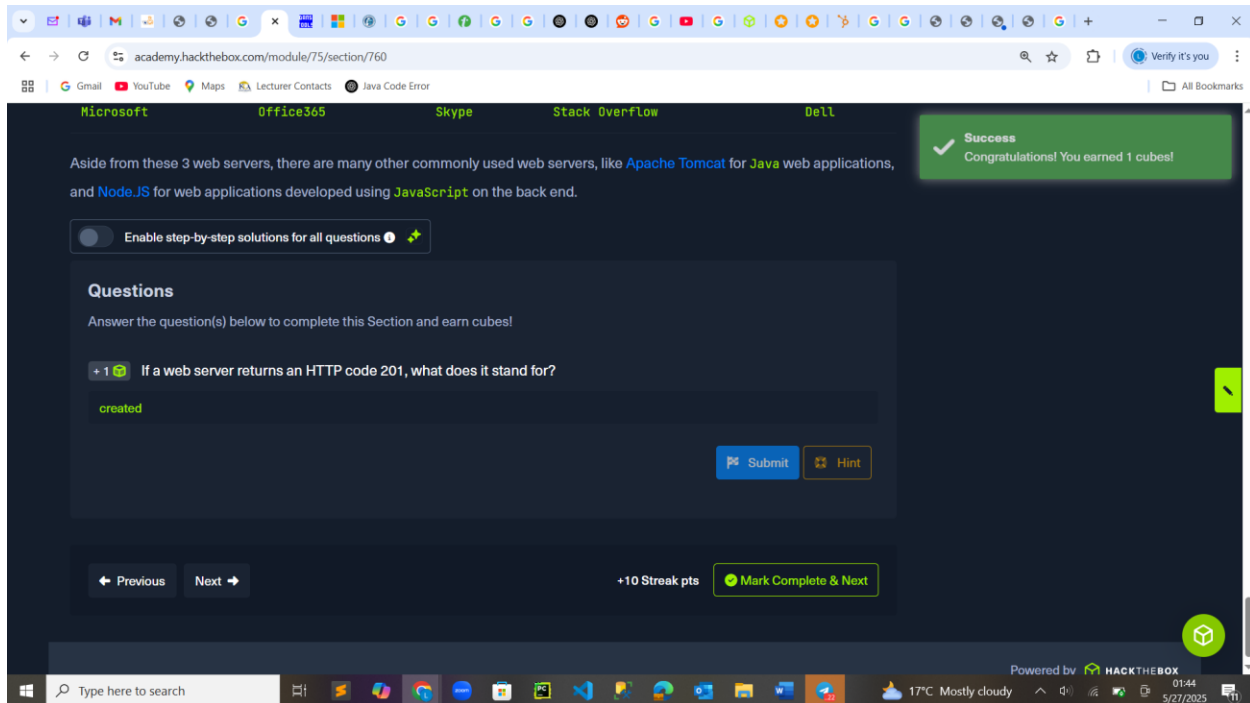 academy.hackthebox.com/module/75/section/760
Verify it's you
Gmail YouTube Maps Lecturer Contacts Java Code Error
All Bookmarks
Microsoft Office365 Skype Stack Overflow Dell
Success
Congratulations! You earned 1 cubes!
Aside from these 3 web servers, there are many other commonly used web servers, like Apache Tomcat for Java web applications,
and Node.JS for web applications developed using JavaScript on the back end.
Enable step-by-step solutions for all questions
Questions
Answer the question(s) below to complete this Section and earn cubes!
+ 1 If a web server returns an HTTP code 201, what does it stand for?
created
Submit Hint
Previous Next +10 Streak pts Mark Complete & Next
Powered by HACKTHEBOX
Type here to search
17°C Mostly cloudy
01:44
5/27/2025